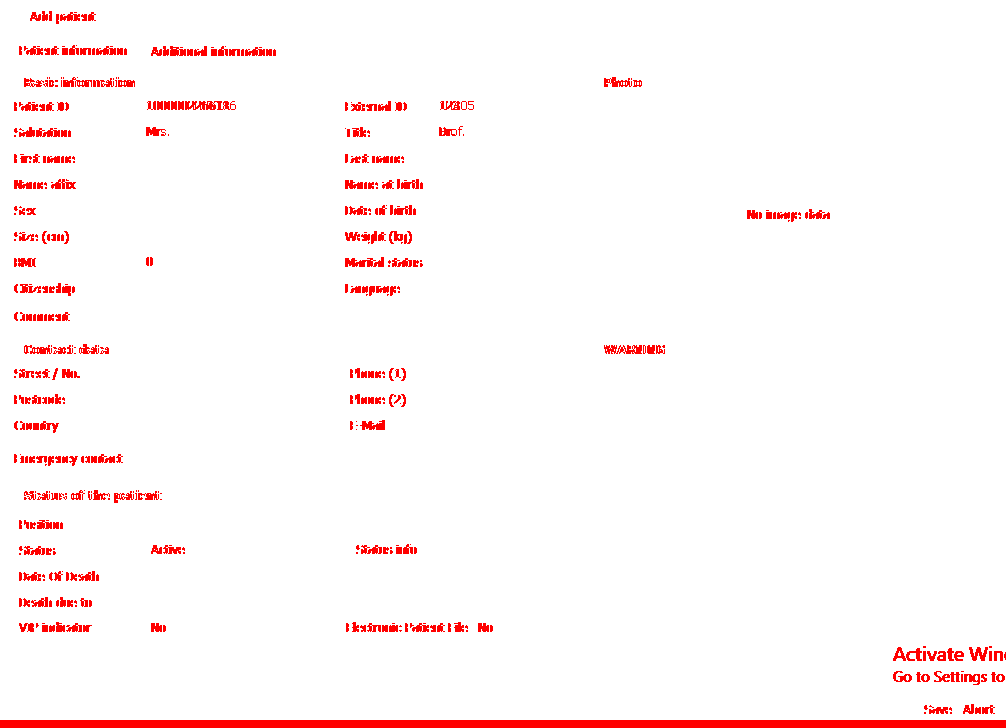 Add patient
Patient information Additional information
Basic information Photo
Patient ID External ID
Salutation Mrs. Title Prof.
First name Last name
Name affix Name at birth
Sex Date of birth
No image data
Size (cm) Weight (kg)
BMI 0 Marital status
Citizenship Language
Comment
Contact data WARNING
Street / No. Phone (1)
Postcode Phone (2)
Country E-Mail
Emergency contact
Status of the patient
Position
Status Active Status info
Date Of Death
Death due to
VIP indicator No Electronic Patient File No
Activate Win
Go to Settings to
Save Abort